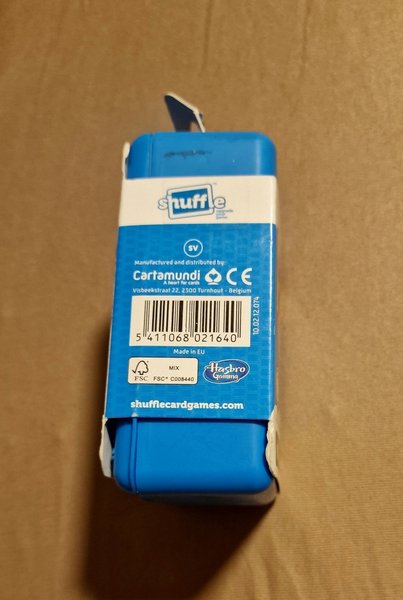 shuffle
SV
Manufactured and distributed by:
Cartamundi CE
A heart for cards
Visbeekstraat 22, 2300 Turnhout - Belgium
5 411068 021640
10.02.12.074
Made in EU
FSC
MIX
FSC® C008440
Hasbro
Gaming
shufflecardgames.com